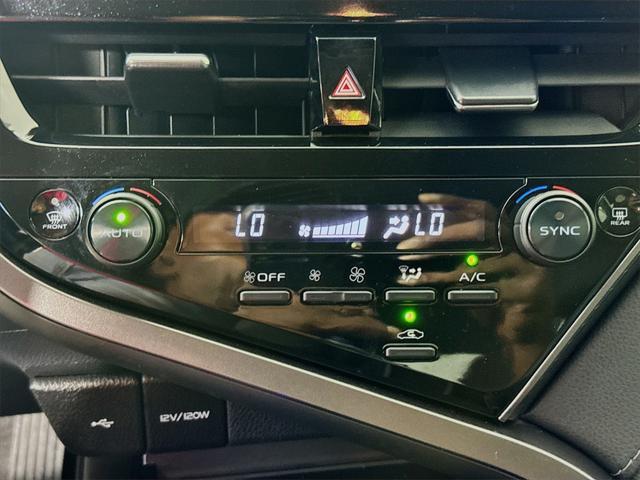 FRONT
AUTO
LO
LO
SYNC
REAR
OFF
A/C
12V/120W